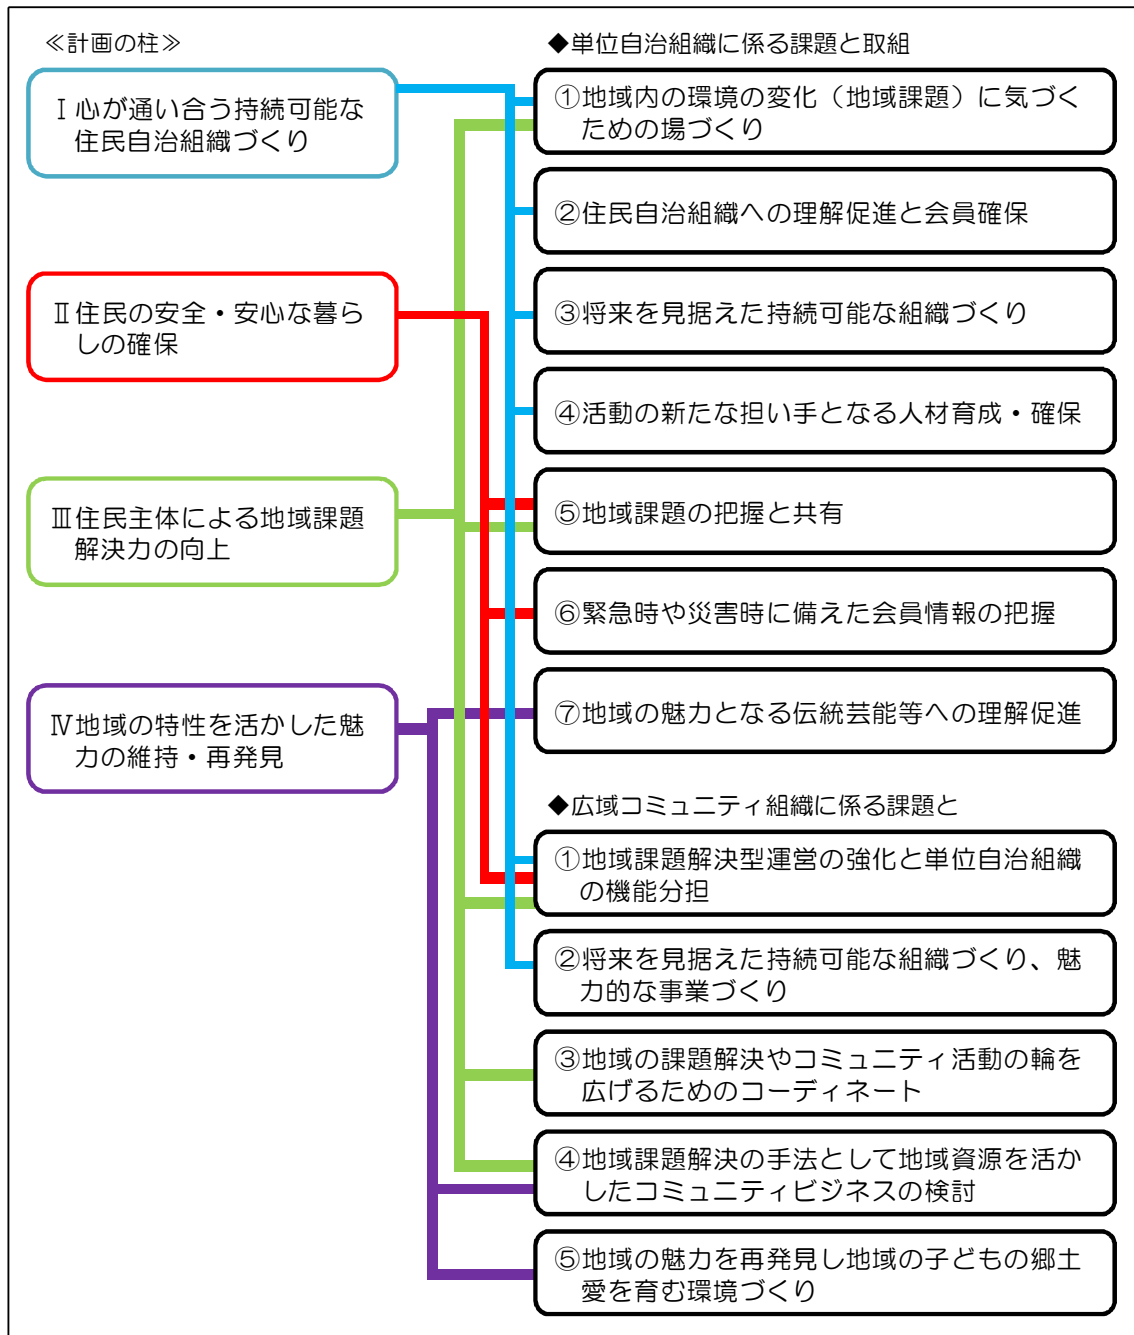 ≪計画の柱≫
Ⅰ心が通い合う持続可能な
住民自治組織づくり
Ⅱ住民の安全・安心な暮ら
しの確保
Ⅲ住民主体による地域課題
解決力の向上
Ⅳ地域の特性を活かした魅
力の維持・再発見
◆単位自治組織に係る課題と取組
①地域内の環境の変化（地域課題）に気づく
ための場づくり
②住民自治組織への理解促進と会員確保
③将来を見据えた持続可能な組織づくり
④活動の新たな担い手となる人材育成・確保
⑤地域課題の把握と共有
⑥緊急時や災害時に備えた会員情報の把握
⑦地域の魅力となる伝統芸能等への理解促進
◆広域コミュニティ組織に係る課題と
①地域課題解決型運営の強化と単位自治組織
の機能分担
②将来を見据えた持続可能な組織づくり、魅
力的な事業づくり
③地域の課題解決やコミュニティ活動の輪を
広げるためのコーディネート
④地域課題解決の手法として地域資源を活か
したコミュニティビジネスの検討
⑤地域の魅力を再発見し地域の子どもの郷土
愛を育む環境づくり